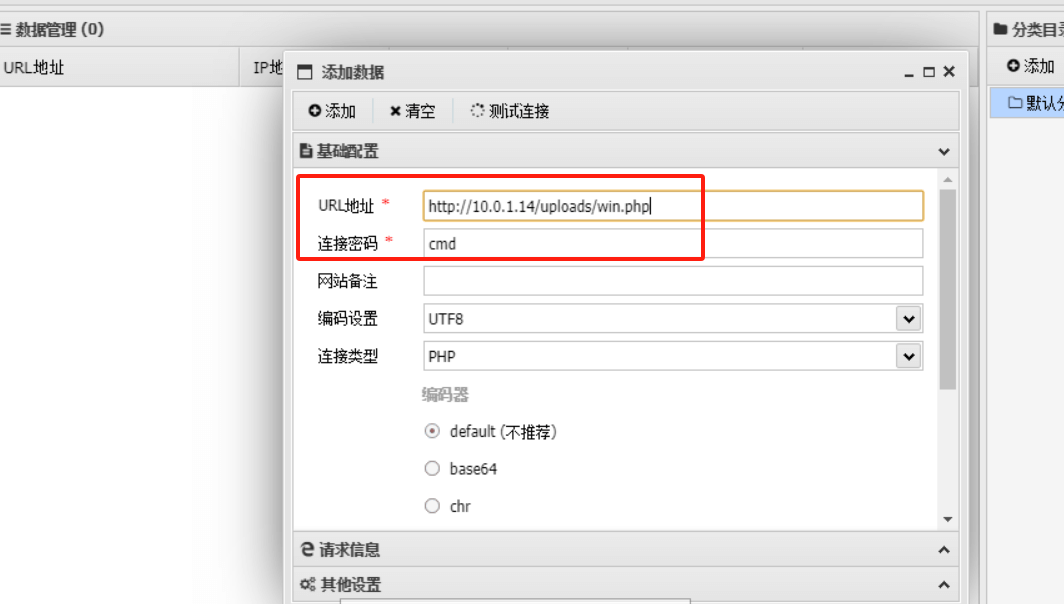 数据管理 (0)
分类目录
URL地址
IP地
添加
默认分
添加数据
添加
清空
测试连接
基础配置
URL地址 *
http://10.0.1.14/uploads/win.php
连接密码 *
cmd
网站备注
编码设置
UTF8
连接类型
PHP
编码器
default (不推荐)
base64
chr
请求信息
其他设置